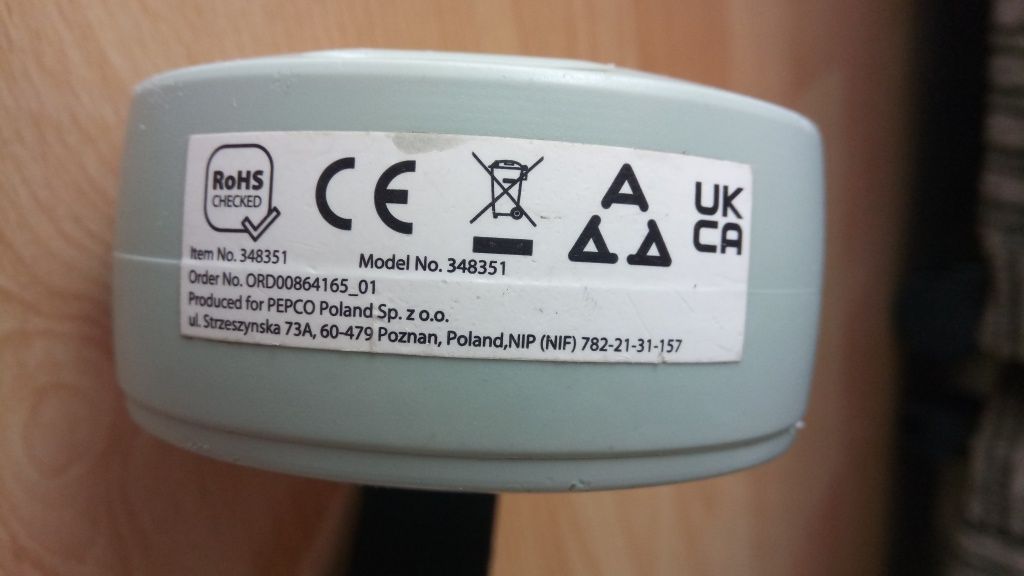 RoHS
CHECKED
CE
UK
CA
Item No. 348351
Model No. 348351
Order No. ORD00864165_01
Produced for PEPCO Poland Sp. z o.o.
ul. Strzeszynska 73A, 60-479 Poznan, Poland,NIP (NIF) 782-21-31-157